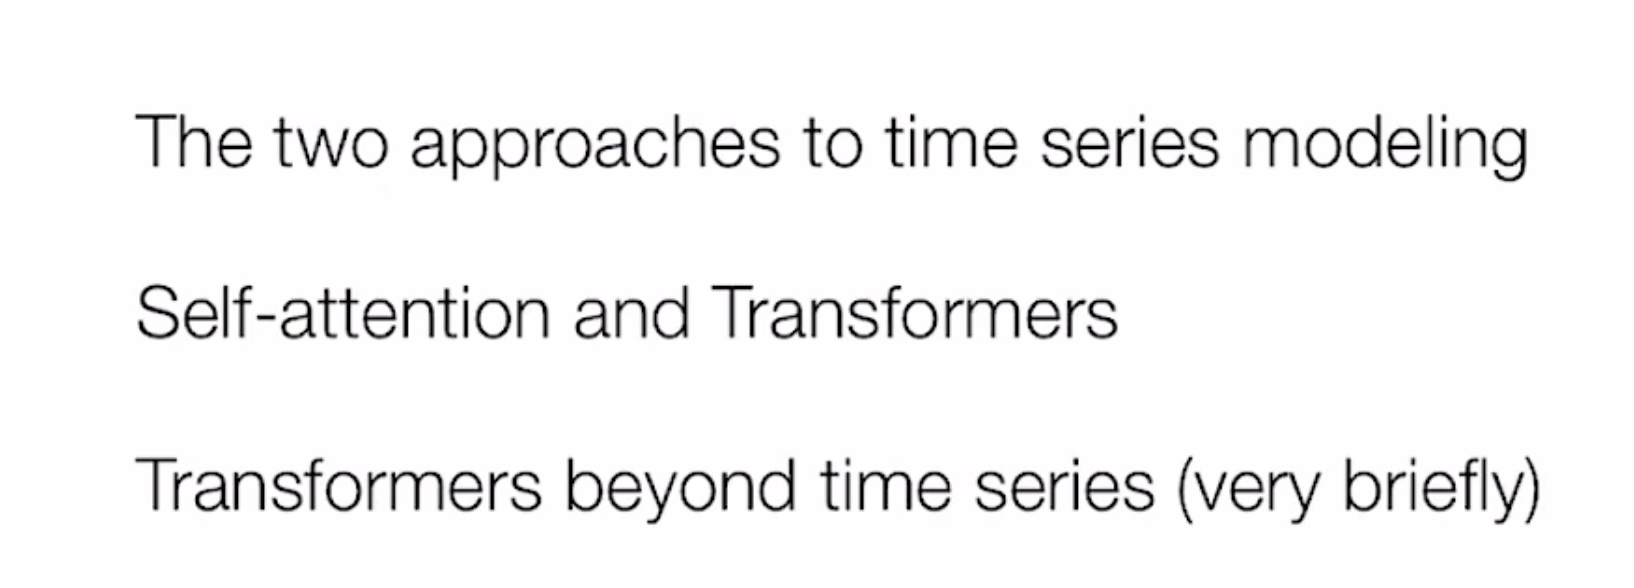 The two approaches to time series modeling
Self-attention and Transformers
Transformers beyond time series (very briefly)